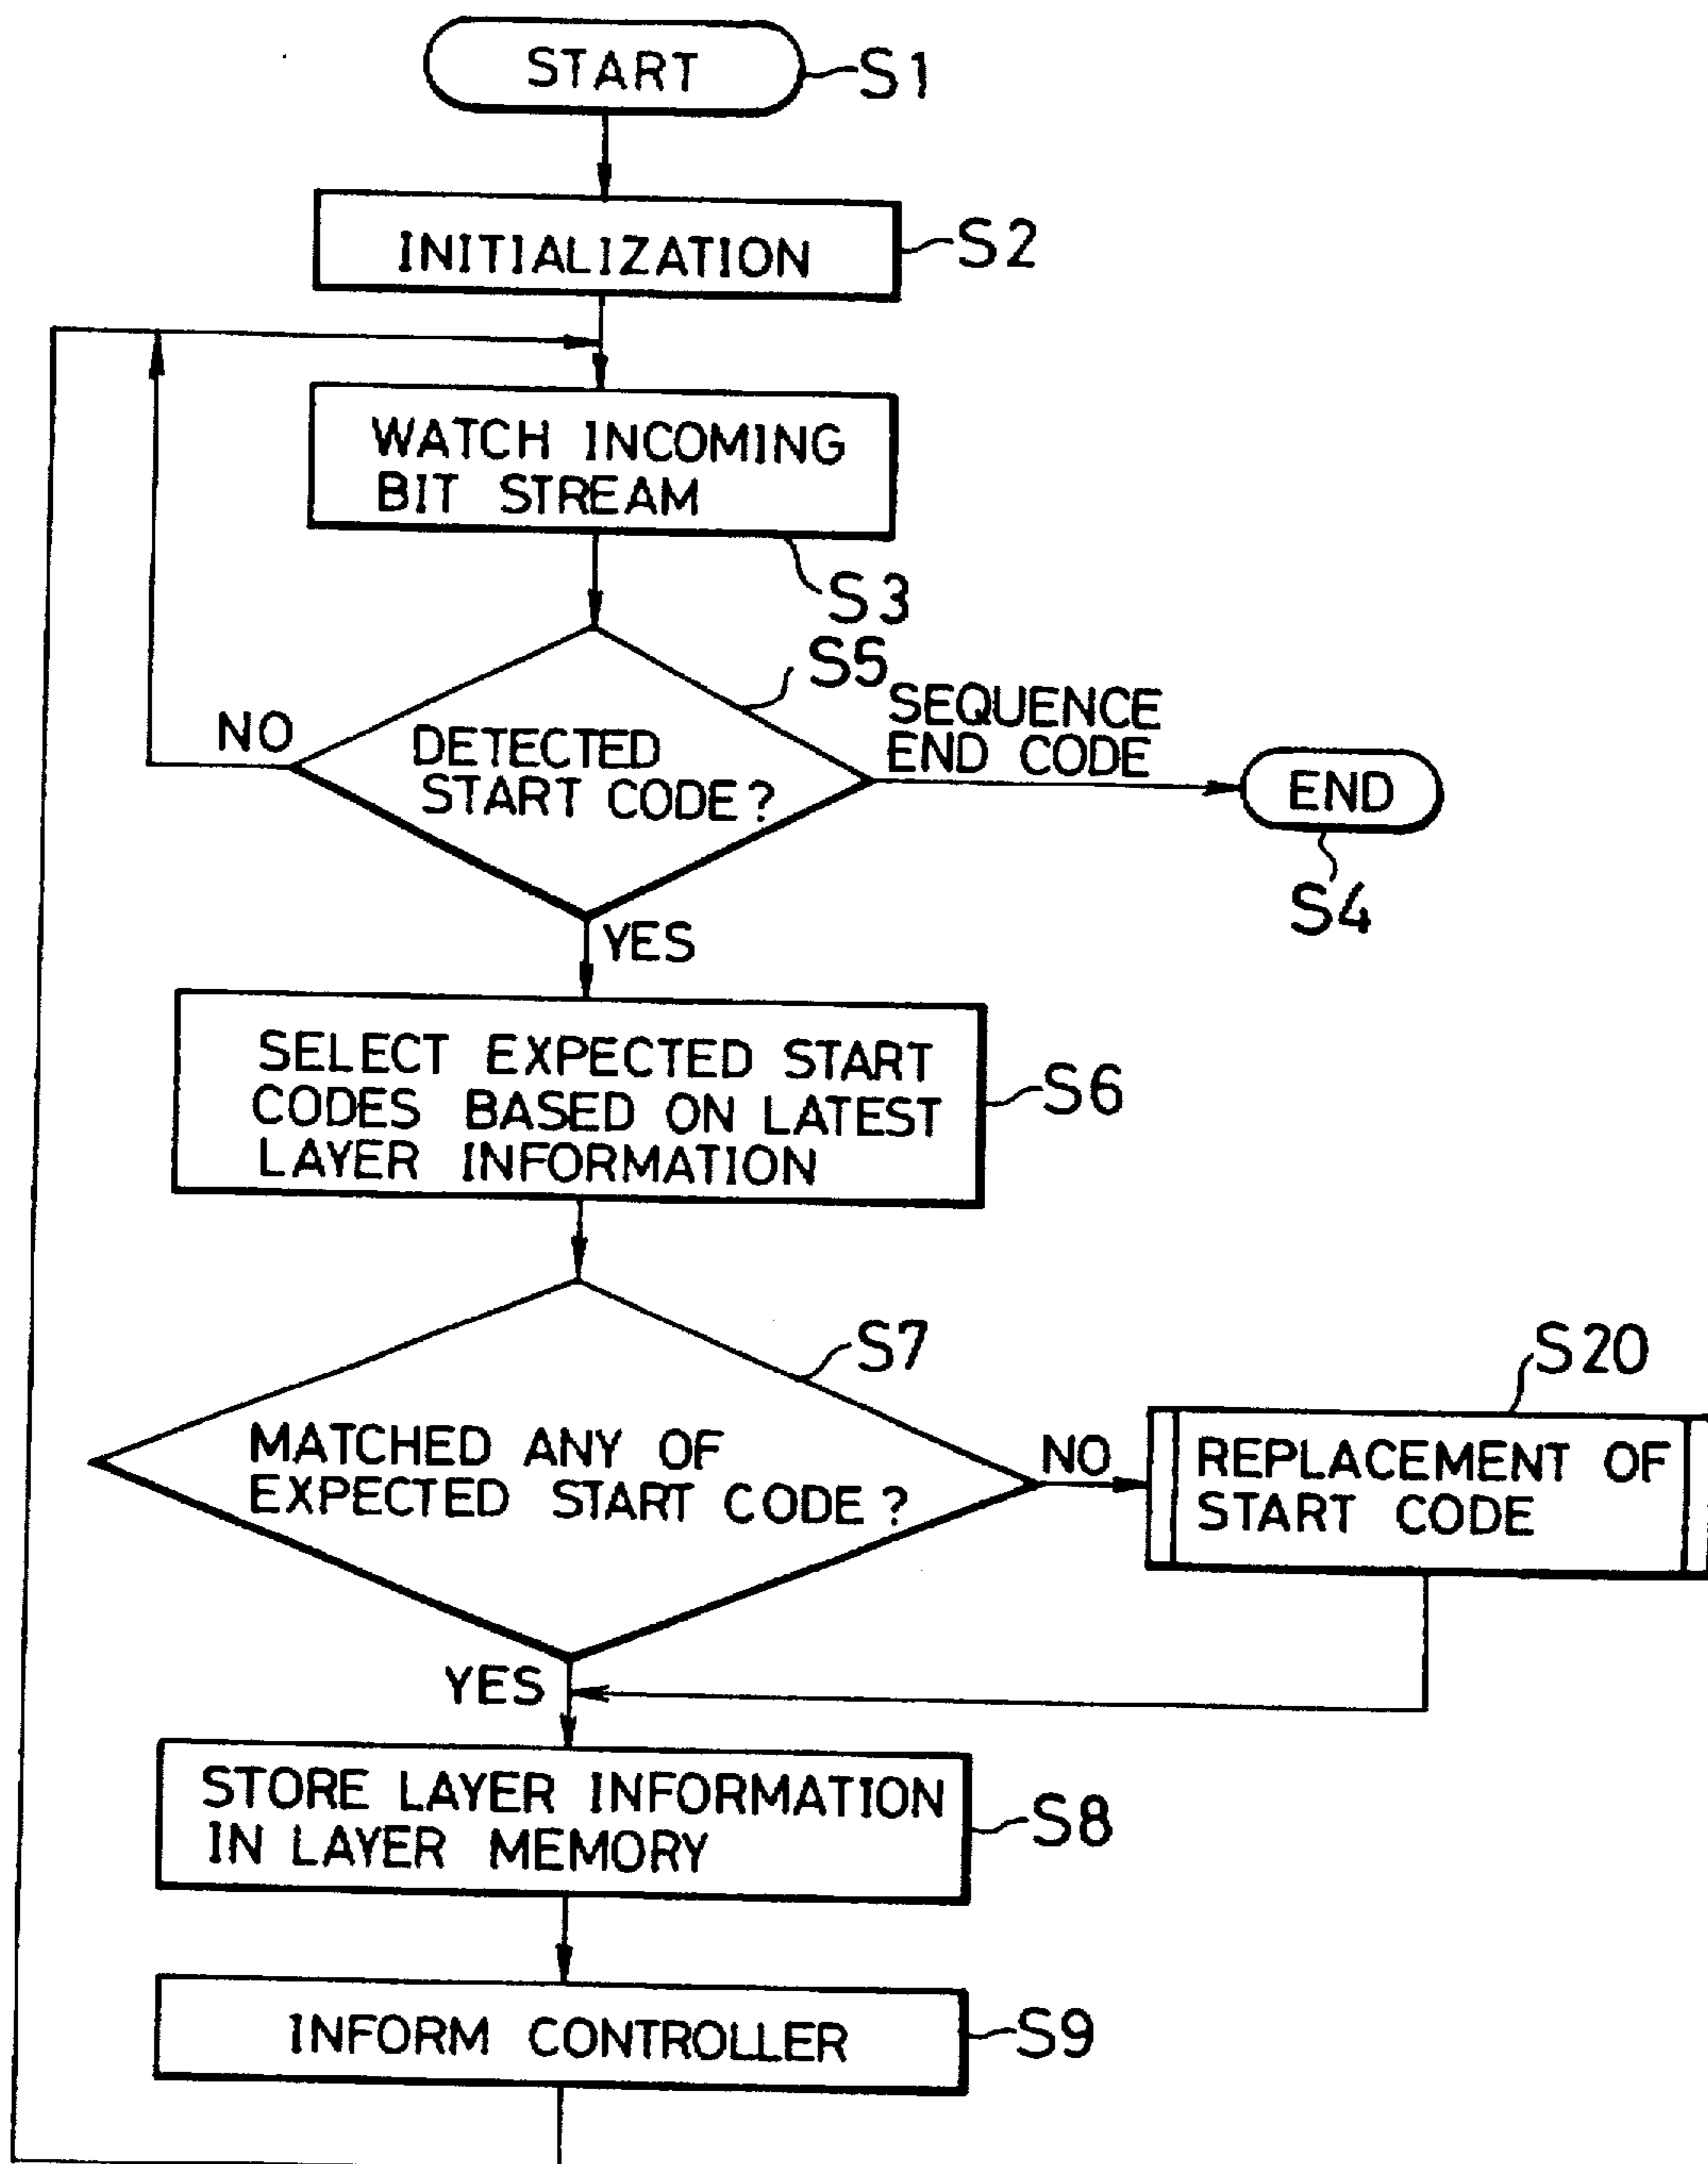 START
S1
INITIALIZATION
S2
WATCH INCOMING
BIT STREAM
S3
S5
SEQUENCE
END CODE
NO
DETECTED
START CODE?
END
S4
YES
SELECT EXPECTED START
CODES BASED ON LATEST
LAYER INFORMATION
S6
S7
S20
MATCHED ANY OF
EXPECTED START CODE?
NO
REPLACEMENT OF
START CODE
YES
STORE LAYER INFORMATION
IN LAYER MEMORY
S8
INFORM CONTROLLER
S9